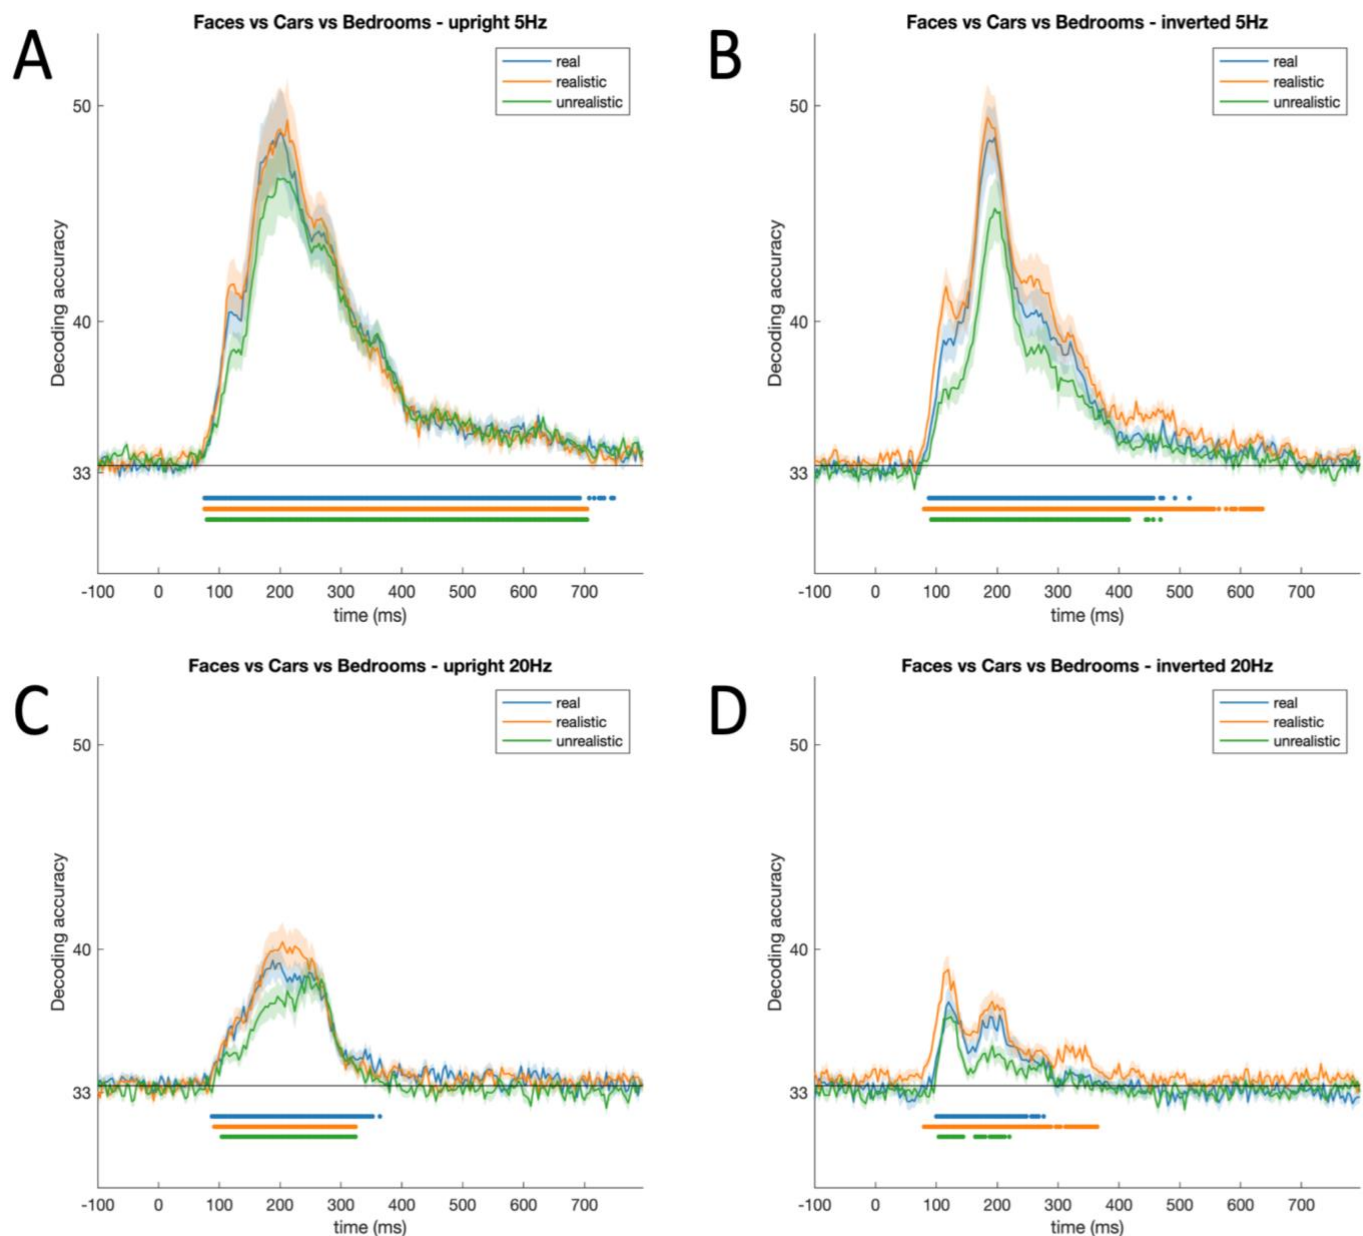 A
Faces vs Cars vs Bedrooms - upright 5Hz
real
realistic
unrealistic
50
40
33
Decoding accuracy
-100 0 100 200 300 400 500 600 700
time (ms)
B
Faces vs Cars vs Bedrooms - inverted 5Hz
real
realistic
unrealistic
50
40
33
Decoding accuracy
-100 0 100 200 300 400 500 600 700
time (ms)
C
Faces vs Cars vs Bedrooms - upright 20Hz
real
realistic
unrealistic
50
40
33
Decoding accuracy
-100 0 100 200 300 400 500 600 700
time (ms)
D
Faces vs Cars vs Bedrooms - inverted 20Hz
real
realistic
unrealistic
50
40
33
Decoding accuracy
-100 0 100 200 300 400 500 600 700
time (ms)